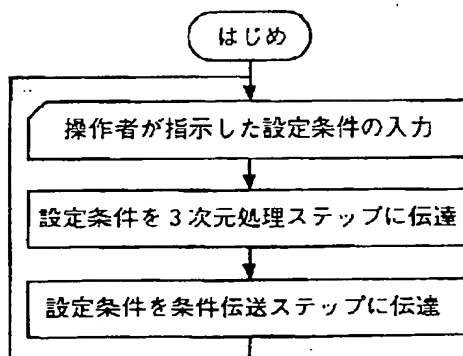 はじめ
操作者が指示した設定条件の入力
設定条件を3次元処理ステップに伝達
設定条件を条件伝送ステップに伝達